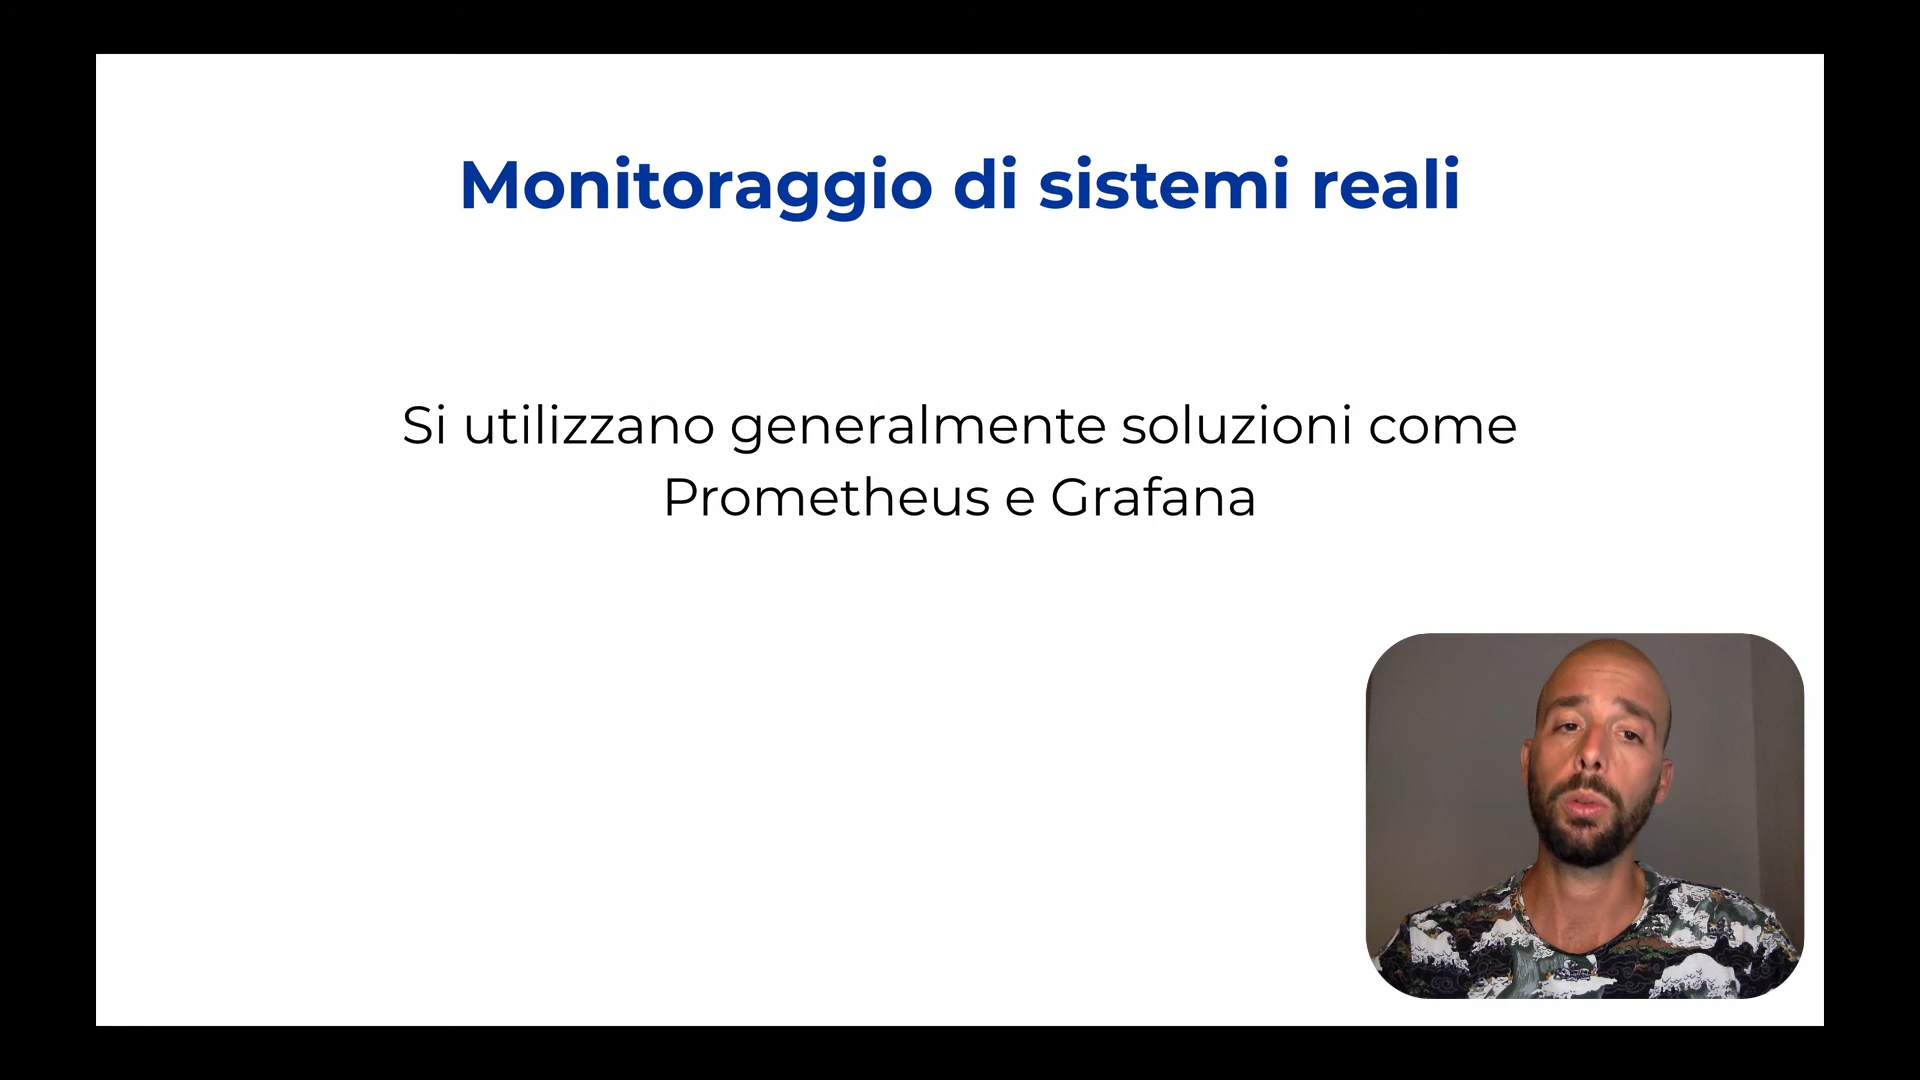 Monitoraggio di sistemi reali
Si utilizzano generalmente soluzioni come
Prometheus e Grafana